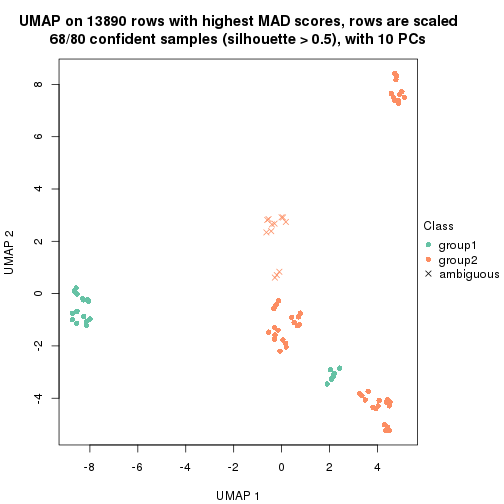 UMAP on 13890 rows with highest MAD scores, rows are scaled
68/80 confident samples (silhouette > 0.5), with 10 PCs
8
6
4
2
0
-2
-4
UMAP 2
-8
-6
-4
-2
0
2
4
UMAP 1
Class
group1
group2
ambiguous